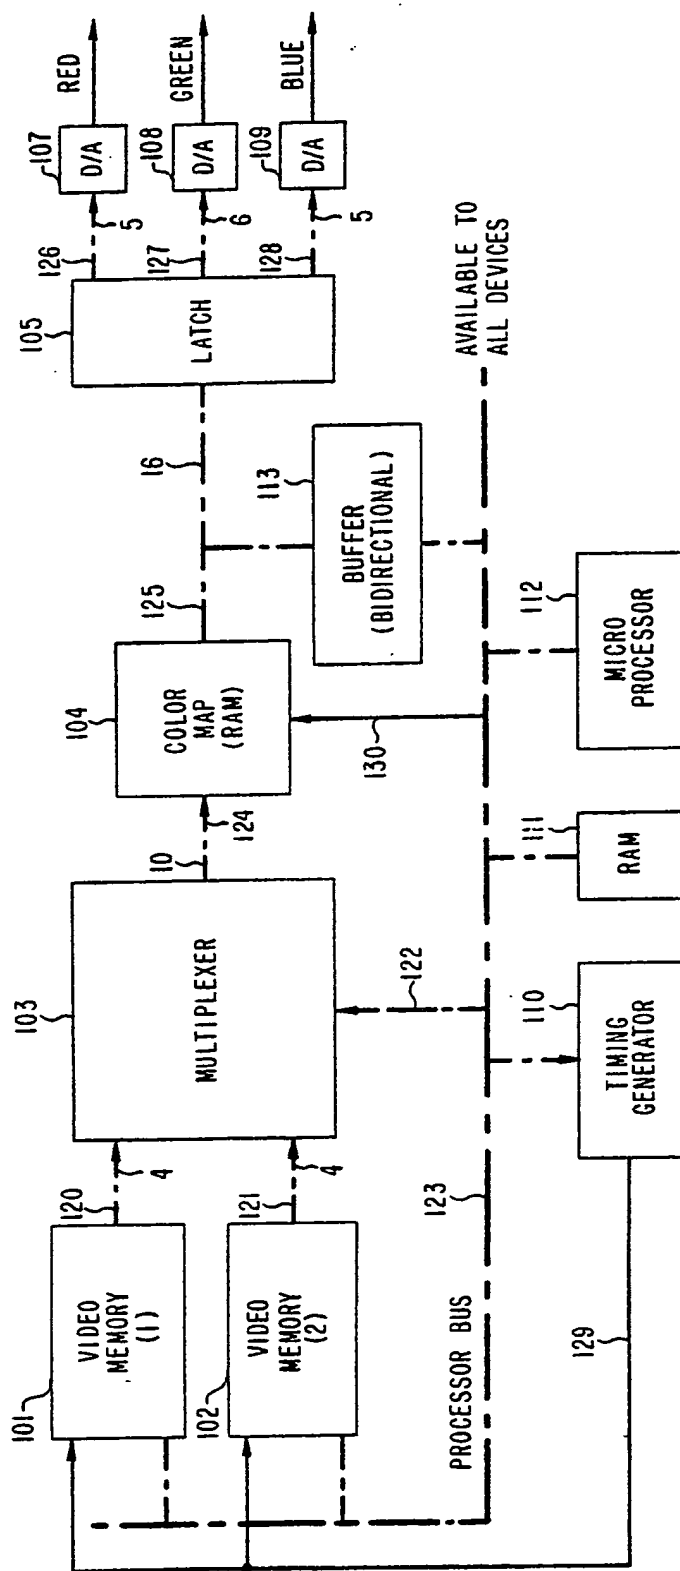 101
VIDEO
MEMORY
(1)
120
4
102
VIDEO
MEMORY
(2)
121
4
103
MULTIPLEXER
122
10
124
104
COLOR
MAP
(RAM)
130
125
16
113
BUFFER
(BIDIRECTIONAL)
105
LATCH
126
5
127
6
128
5
107
D/A
RED
108
D/A
GREEN
109
D/A
BLUE
PROCESSOR BUS
123
AVAILABLE TO
ALL DEVICES
129
110
TIMING
GENERATOR
111
RAM
112
MICRO
PROCESSOR